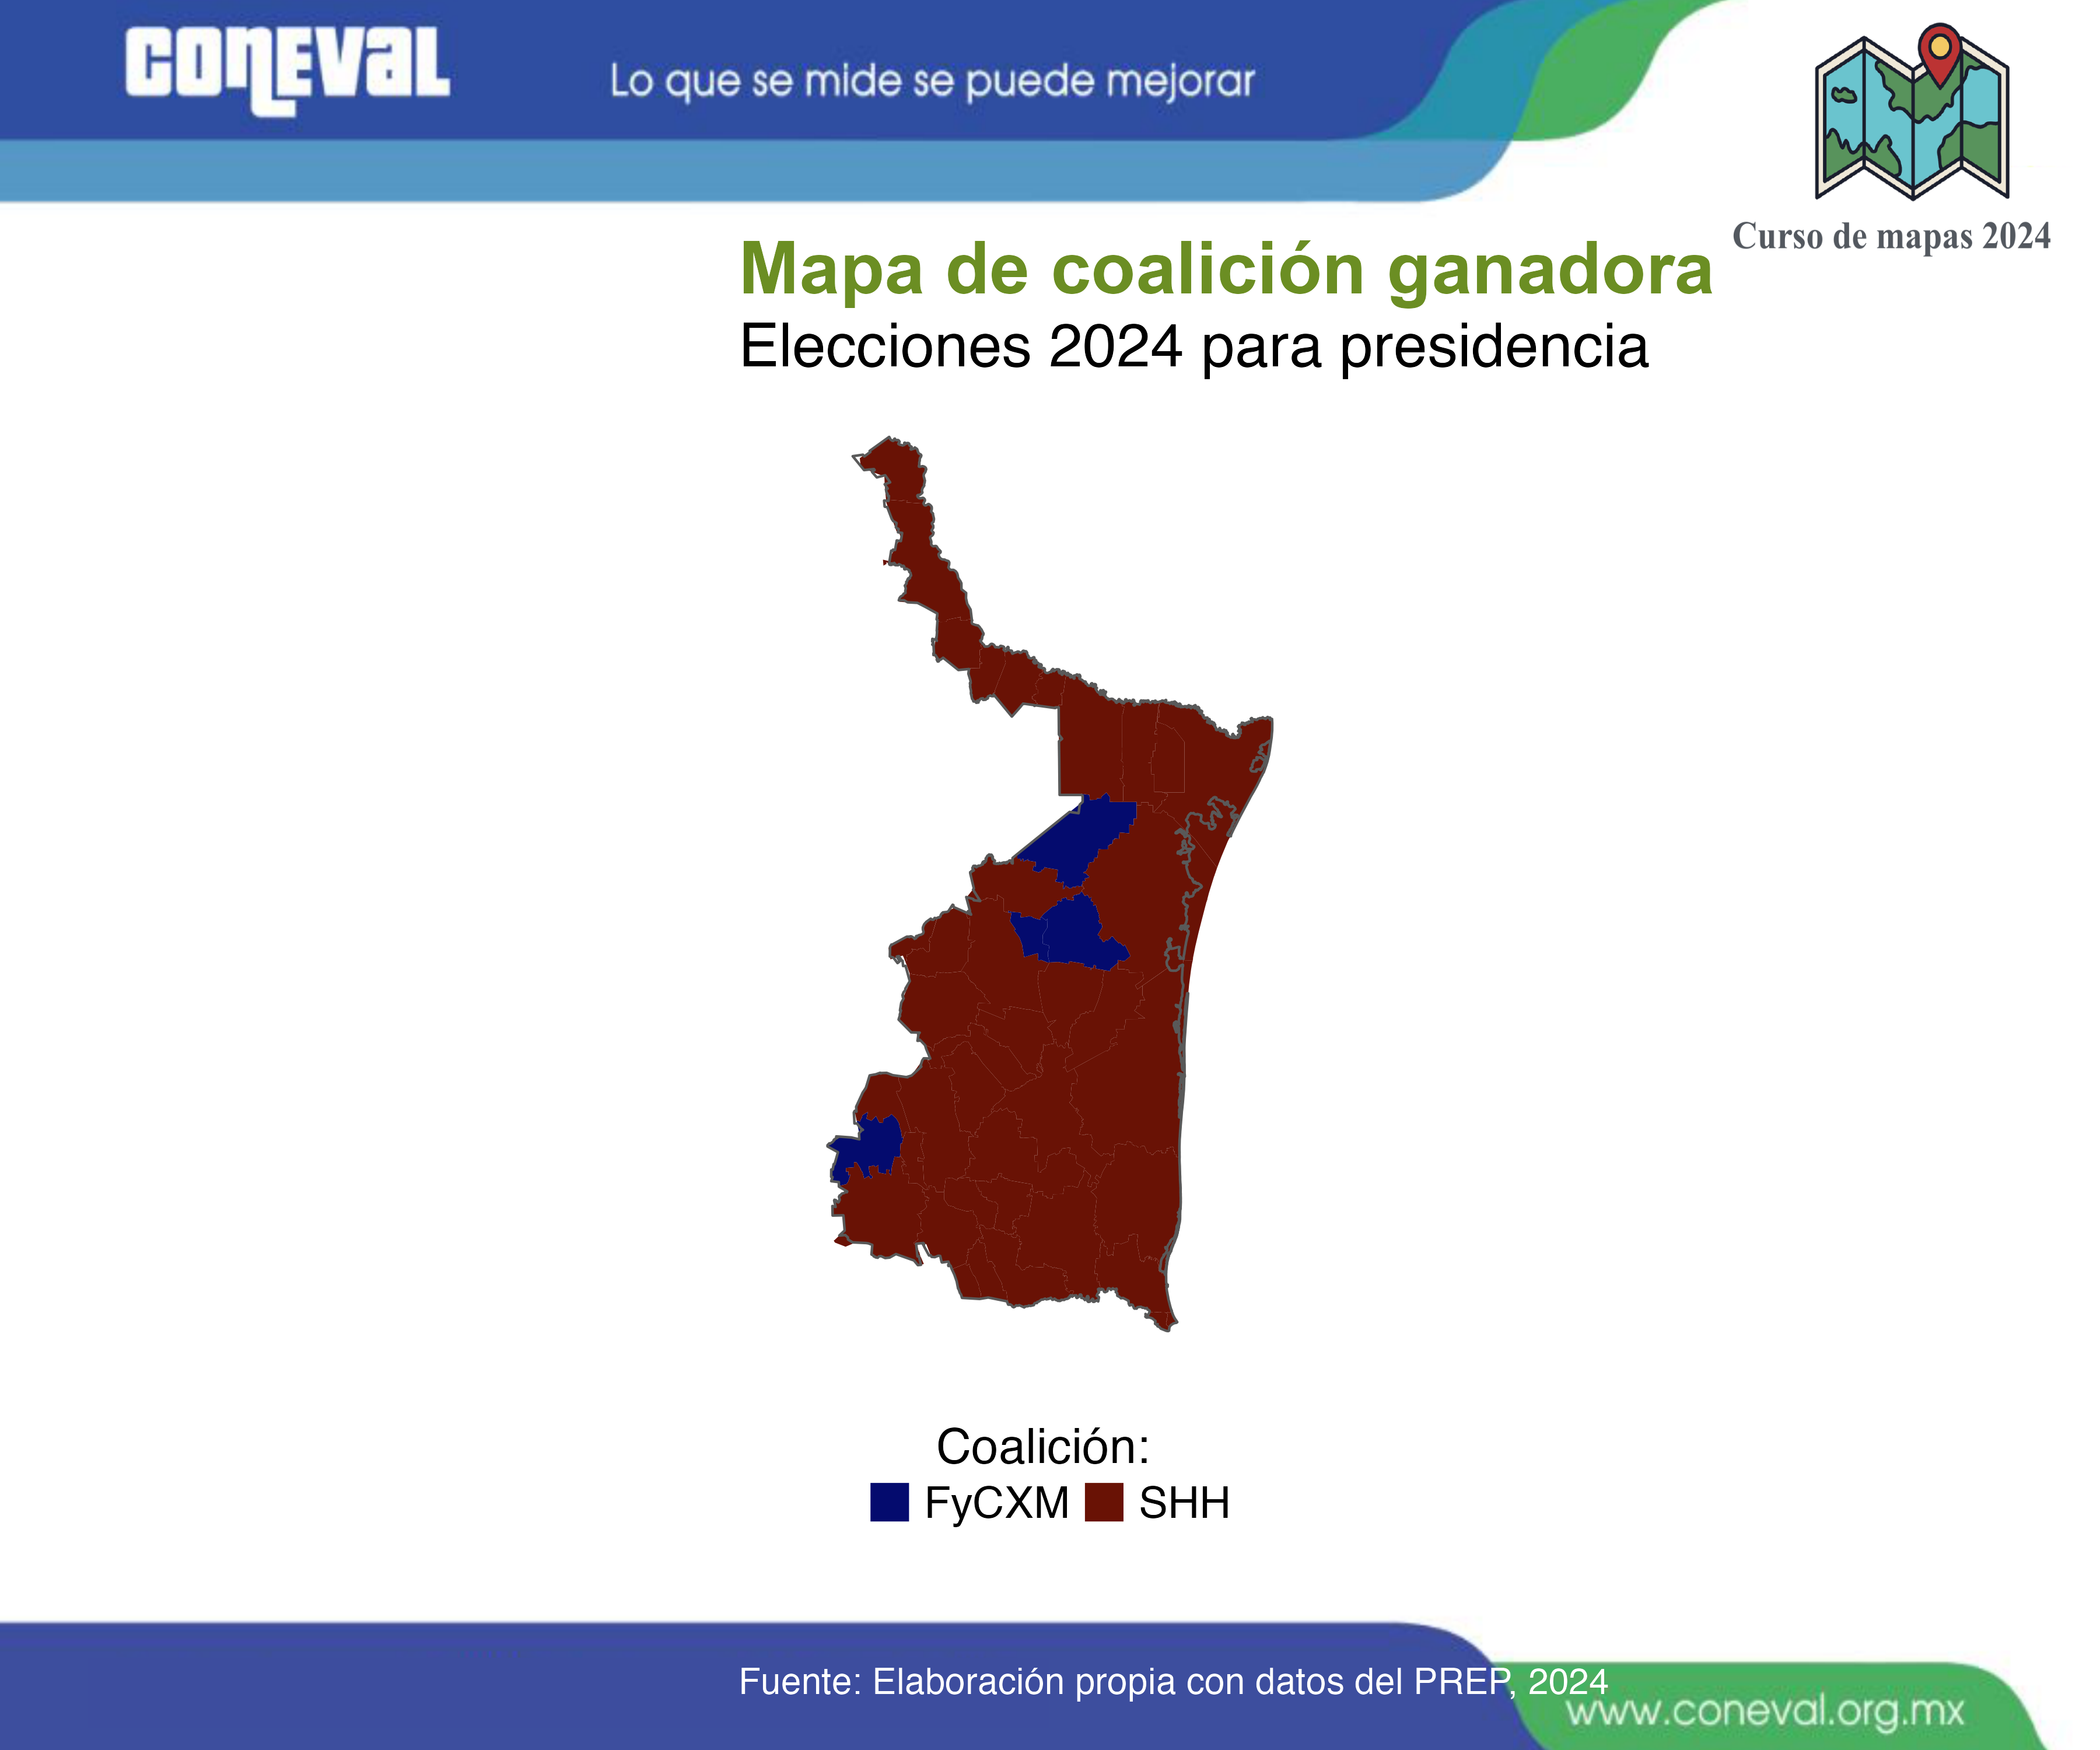 CONEVAL
Lo que se mide se puede mejorar
Curso de mapas 2024
Mapa de coalición ganadora
Elecciones 2024 para presidencia
Coalición:
FyCXM SHH
Fuente: Elaboración propia con datos del PREP, 2024
www.coneval.org.mx